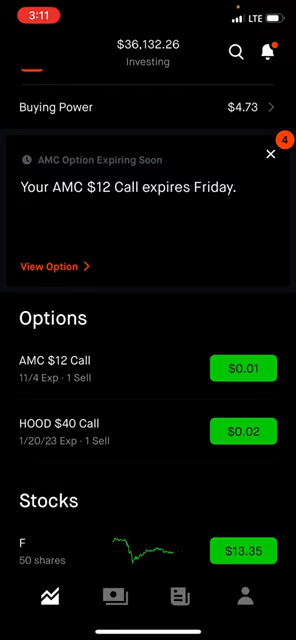 3:11
LTE
$36,132.26
Investing
Buying Power $4.73
4
AMC Option Expiring Soon
Your AMC $12 Call expires Friday.
View Option
Options
AMC $12 Call
11/4 Exp · 1 Sell
$0.01
HOOD $40 Call
1/20/23 Exp · 1 Sell
$0.02
Stocks
F
50 shares
$13.35